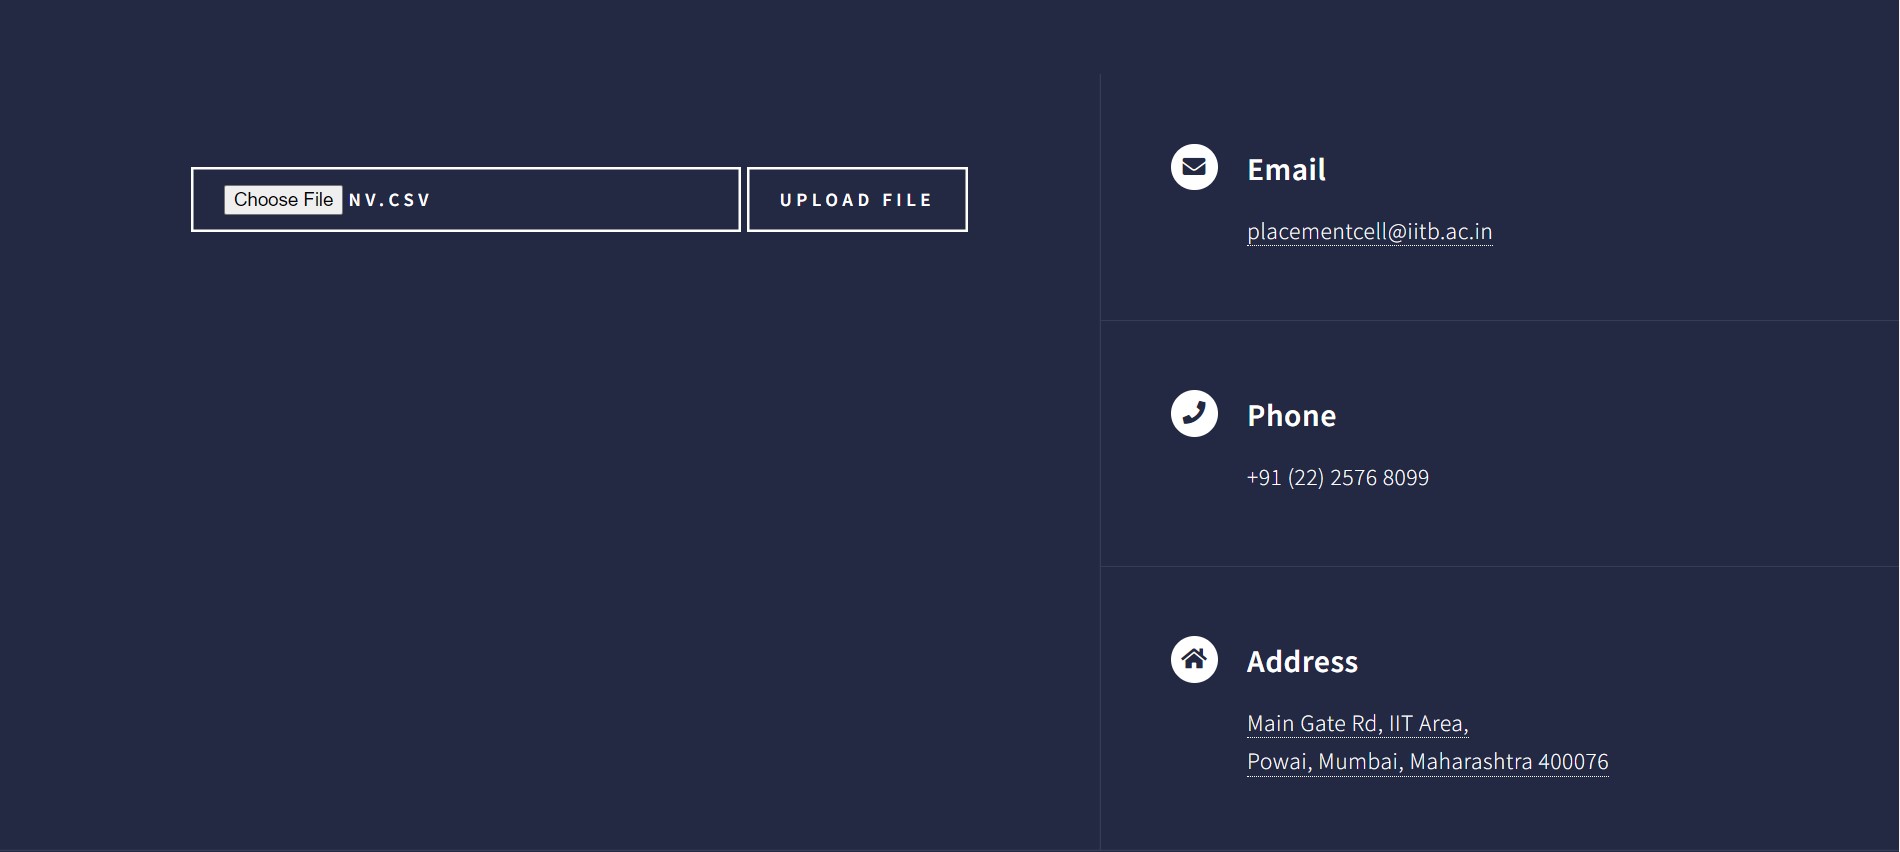 Choose File NV.CSV
UPLOAD FILE
Email
placementcell@iitb.ac.in
Phone
+91 (22) 2576 8099
Address
Main Gate Rd, IIT Area,
Powai, Mumbai, Maharashtra 400076